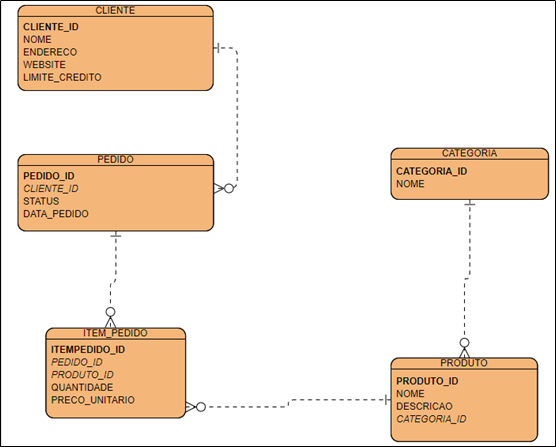 CLIENTE
CLIENTE_ID
NOME
ENDERECO
WEBSITE
LIMITE_CREDITO
PEDIDO
PEDIDO_ID
CLIENTE_ID
STATUS
DATA_PEDIDO
CATEGORIA
CATEGORIA_ID
NOME
ITEM_PEDIDO
ITEMPEDIDO_ID
PEDIDO_ID
PRODUTO_ID
QUANTIDADE
PRECO_UNITARIO
PRODUTO
PRODUTO_ID
NOME
DESCRICAO
CATEGORIA_ID